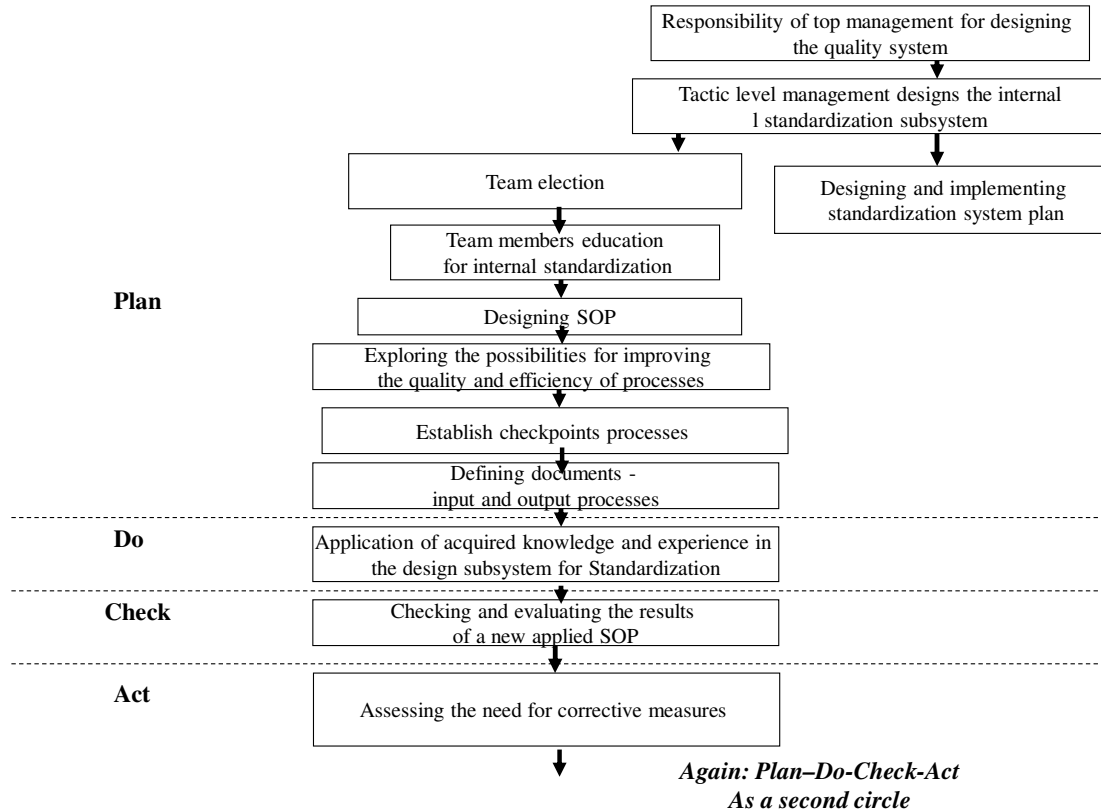 Responsibility of top management for designing
the quality system
Tactic level management designs the internal
l standardization subsystem
Team election
Designing and implementing
standardization system plan
Team members education
for internal standardization
Plan
Designing SOP
Exploring the possibilities for improving
the quality and efficiency of processes
Establish checkpoints processes
Defining documents -
input and output processes
Do
Application of acquired knowledge and experience in
the design subsystem for Standardization
Check
Checking and evaluating the results
of a new applied SOP
Act
Assessing the need for corrective measures
Again: Plan–Do-Check-Act
As a second circle